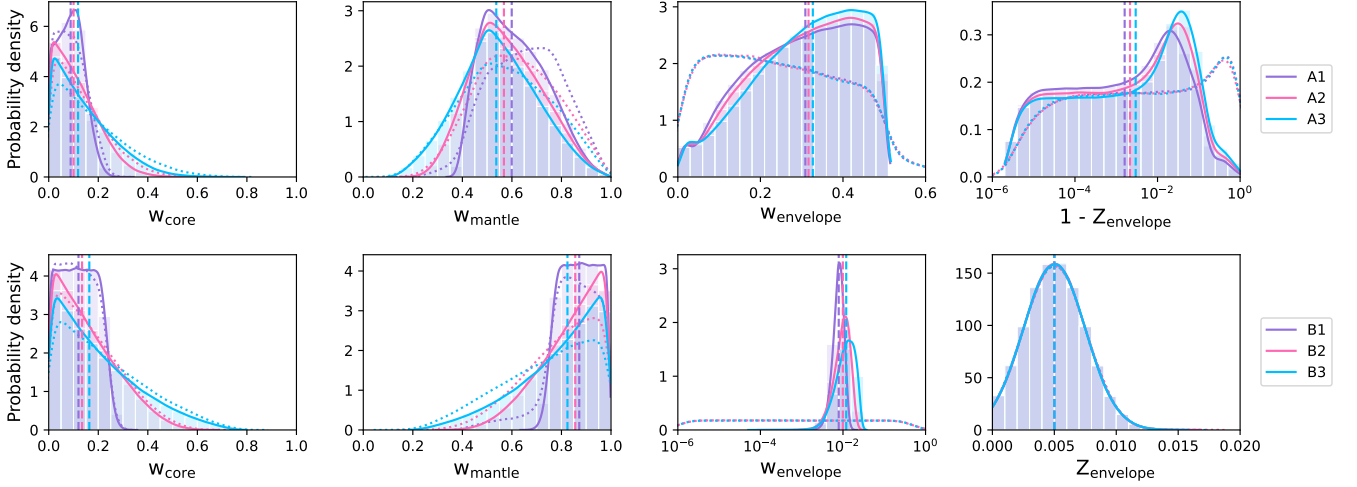 Probability density
0 2 4 6
0.0 0.2 0.4 0.6 0.8 1.0
w_core
0 1 2 3
0.0 0.2 0.4 0.6 0.8 1.0
w_mantle
0 1 2 3
0.0 0.2 0.4 0.6
w_envelope
0.0 0.1 0.2 0.3
10^−6 10^−4 10^−2 10^0
1 - Z_envelope
A1
A2
A3
Probability density
0 1 2 3 4
0.0 0.2 0.4 0.6 0.8 1.0
w_core
0 1 2 3 4
0.0 0.2 0.4 0.6 0.8 1.0
w_mantle
0 1 2 3
10^−6 10^−4 10^−2 10^0
w_envelope
0 50 100 150
0.000 0.005 0.010 0.015 0.020
Z_envelope
B1
B2
B3